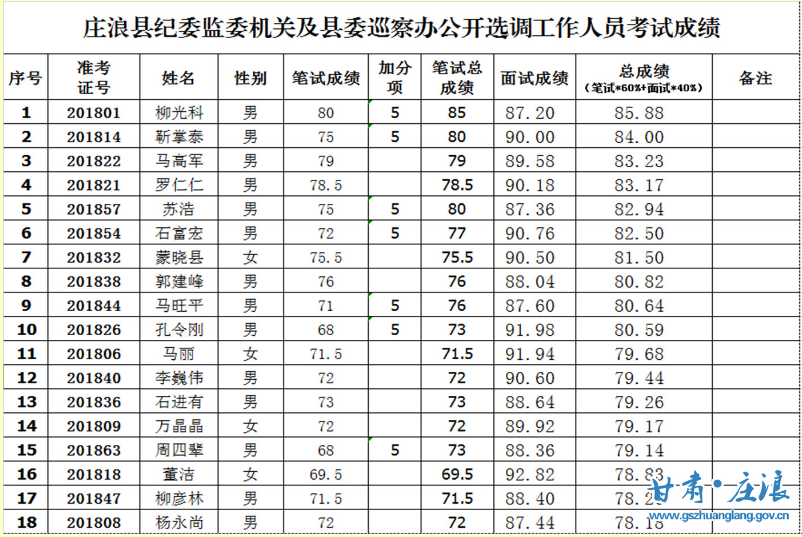 庄浪县纪委监委机关及县委巡察办公开选调工作人员考试成绩
序号 准考证号 姓名 性别 笔试成绩 加分项 笔试总成绩 面试成绩 总成绩（笔试*60%+面试*40%） 备注
1 201801 柳光科 男 80 5 85 87.20 85.88
2 201814 靳掌泰 男 75 5 80 90.00 84.00
3 201822 马高军 男 79 79 89.58 83.23
4 201821 罗仁仁 男 78.5 78.5 90.18 83.17
5 201857 苏浩 男 75 5 80 87.36 82.94
6 201854 石富宏 男 72 5 77 90.76 82.50
7 201832 蒙晓县 女 75.5 75.5 90.50 81.50
8 201838 郭建峰 男 76 76 88.04 80.82
9 201844 马旺平 男 71 5 76 87.60 80.64
10 201826 孔令刚 男 68 5 73 91.98 80.59
11 201806 马丽 女 71.5 71.5 91.94 79.68
12 201840 李巍伟 男 72 72 90.60 79.44
13 201836 石进有 男 73 73 88.64 79.26
14 201809 万晶晶 女 72 72 89.92 79.17
15 201863 周四辈 男 68 5 73 88.36 79.14
16 201818 董洁 女 69.5 69.5 92.82 78.83
17 201847 柳彦林 男 71.5 71.5 88.40
18 201808 杨永尚 男 72 72 87.44 78.18
甘肃·庄浪
www.gszhuanglang.gov.cn